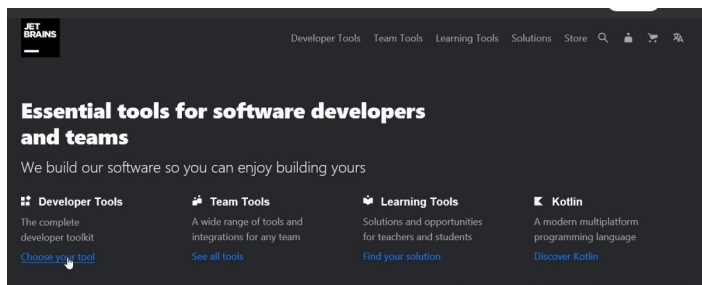 JET
BRAINS
Developer Tools Team Tools Learning Tools Solutions Store
Essential tools for software developers
and teams
We build our software so you can enjoy building yours
Developer Tools
The complete
developer toolkit
Choose your tool
Team Tools
A wide range of tools and
integrations for any team
See all tools
Learning Tools
Solutions and opportunities
for teachers and students
Find your solution
Kotlin
A modern multiplatform
programming language
Discover Kotlin